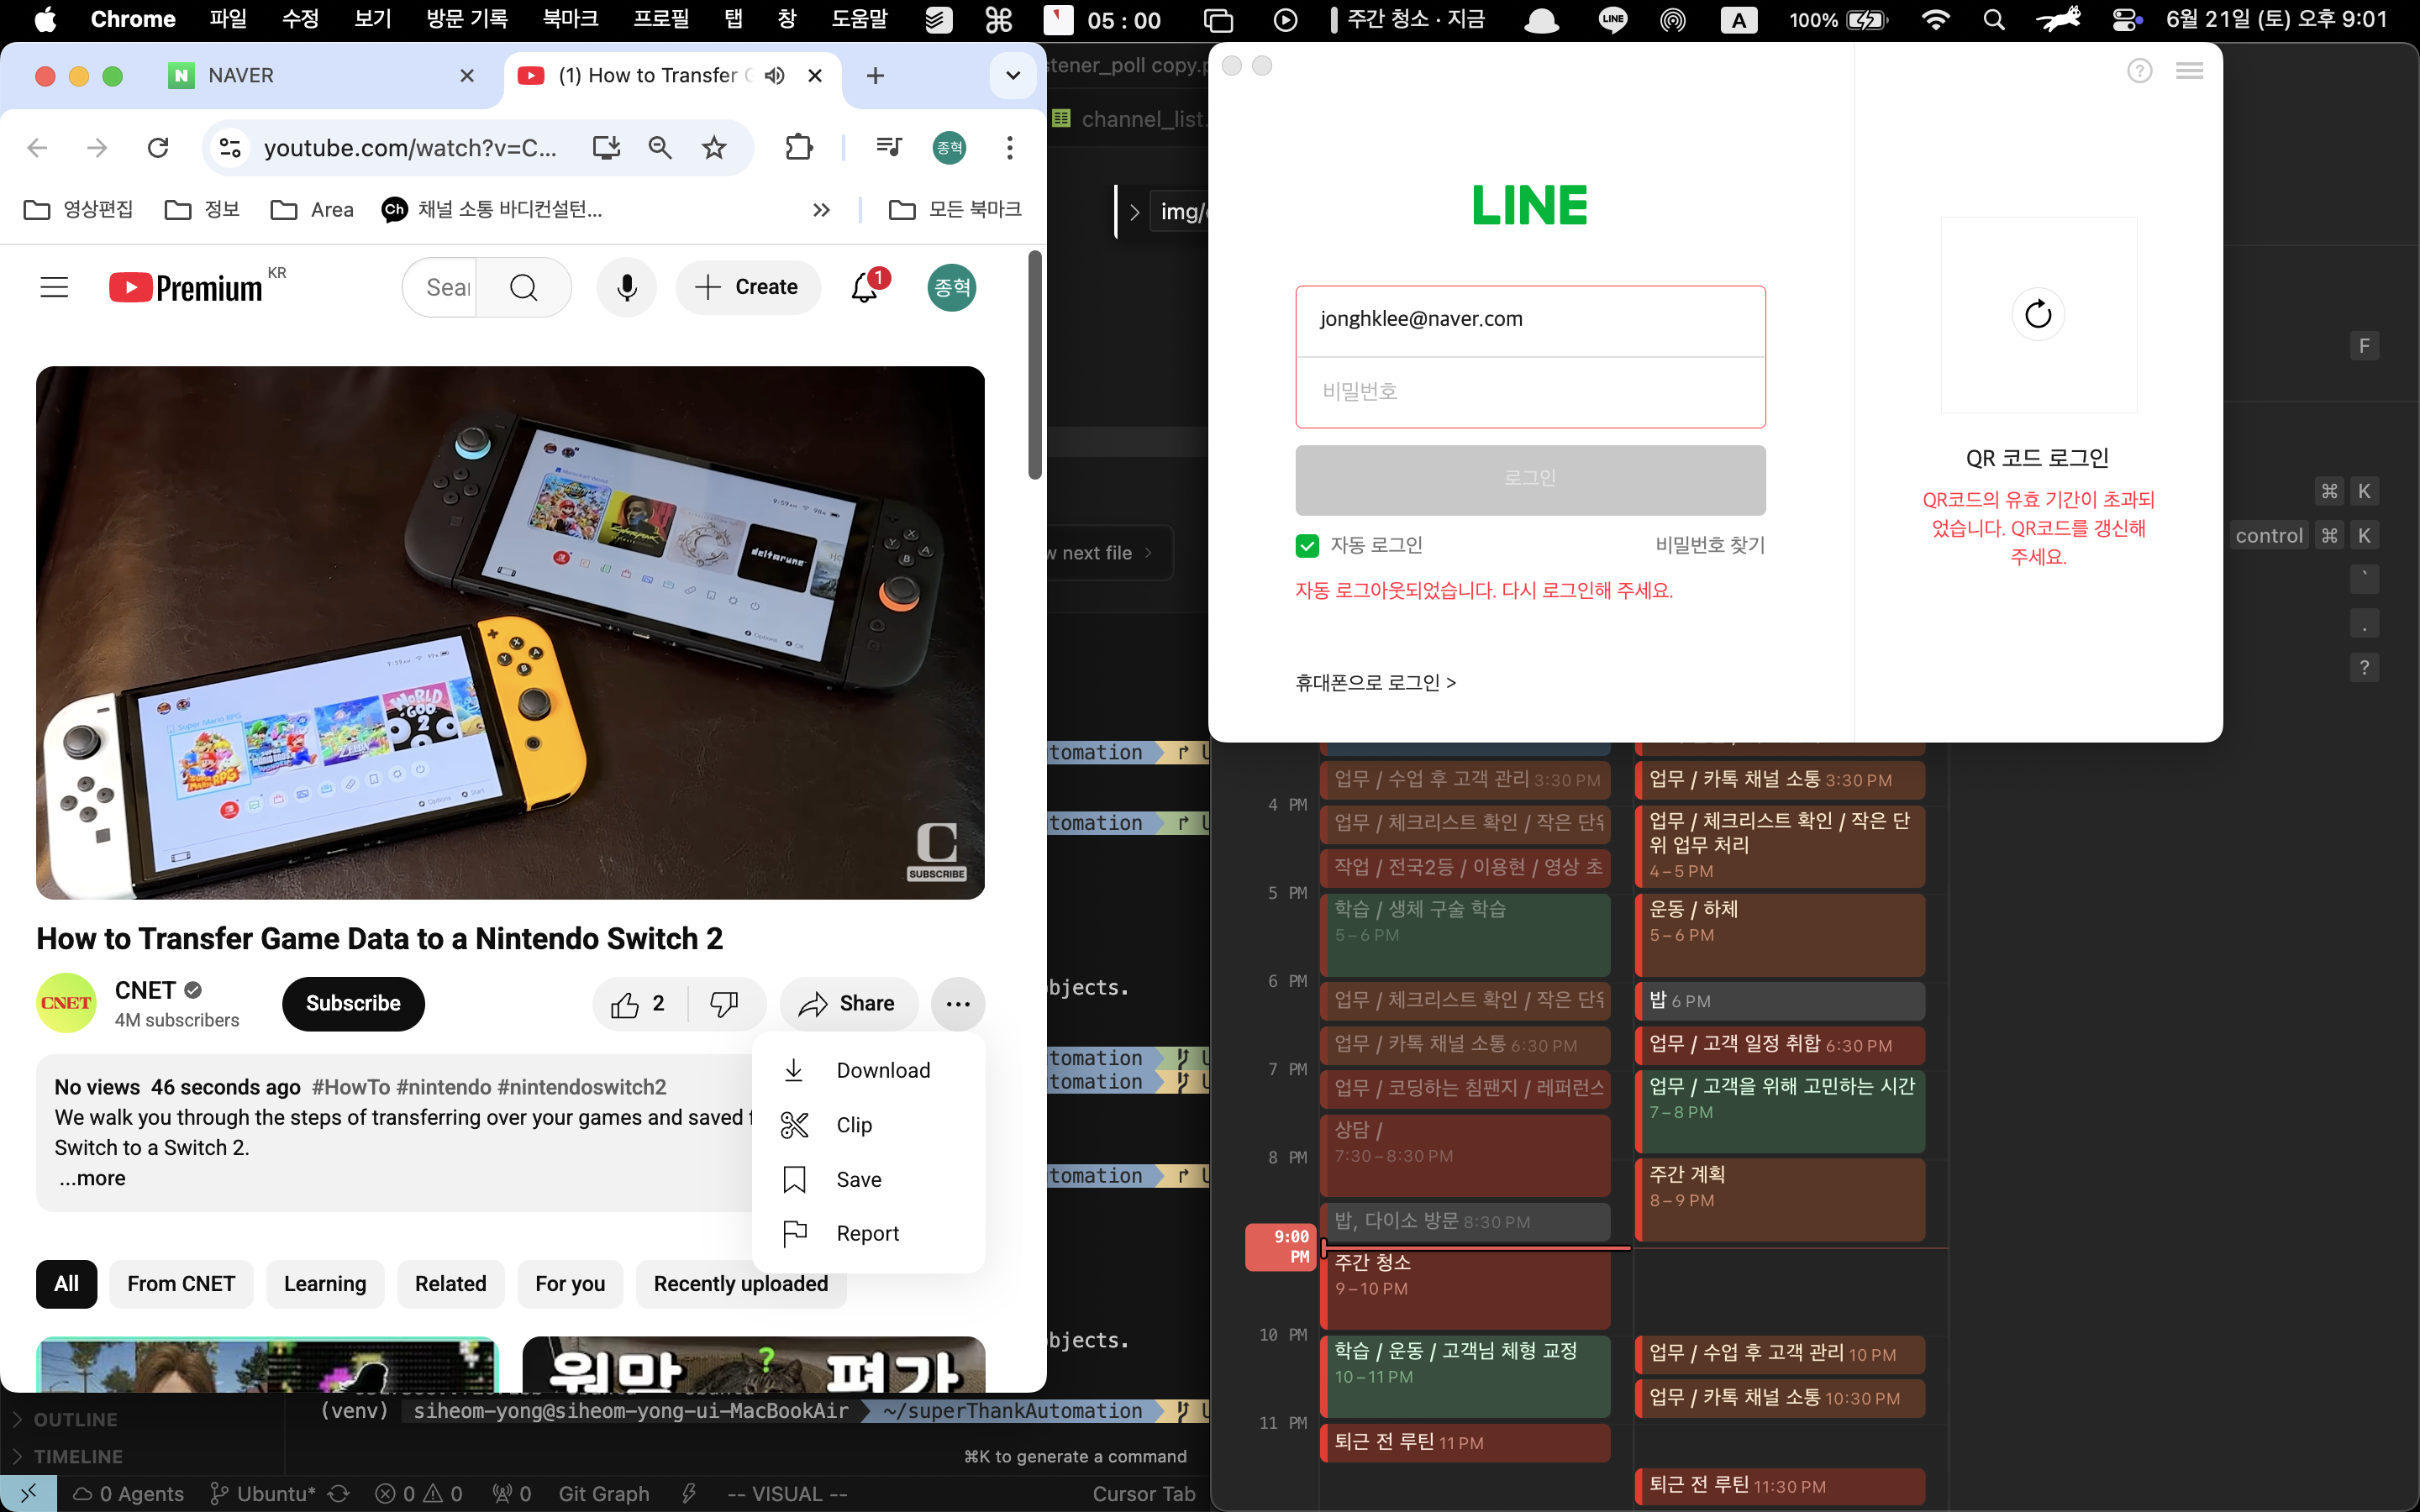 Chrome 파일 수정 보기 방문 기록 북마크 프로필 탭 창 도움말 05 : 00 주간 청소 · 지금 LINE A 100% 6월 21일 (토) 오후 9:01
N NAVER
(1) How to Transfer
youtube.com/watch?v=C...
종혁
영상편집 정보 Area Ch 채널 소통 바디컨설턴... » 모든 북마크
Premium KR
Sear
Create
1
종혁
C
SUBSCRIBE
How to Transfer Game Data to a Nintendo Switch 2
CNET
CNET
4M subscribers
Subscribe
2
Share
...
No views 46 seconds ago #HowTo #nintendo #nintendoswitch2
We walk you through the steps of transferring over your games and saved
Switch to a Switch 2.
...more
Download
Clip
Save
Report
All From CNET Learning Related For you Recently uploaded
stener_poll copy.p
channel_list.
img/
w next file
tomation
tomation
bjects.
tomation
tomation
tomation
bjects.
(venv) siheom-yong@siheom-yong-ui-MacBookAir ~/superThankAutomation
OUTLINE
TIMELINE
⌘K to generate a command
0 Agents Ubuntu* 0 0 0 Git Graph -- VISUAL -- Cursor Tab
LINE
jonghklee@naver.com
비밀번호
로그인
자동 로그인
비밀번호 찾기
자동 로그아웃되었습니다. 다시 로그인해 주세요.
휴대폰으로 로그인 >
?
QR 코드 로그인
QR코드의 유효 기간이 초과되
었습니다. QR코드를 갱신해
주세요.
F
⌘ K
control ⌘ K
`
.
?
4 PM
5 PM
6 PM
7 PM
8 PM
9:00 PM
10 PM
11 PM
업무 / 수업 후 고객 관리 3:30 PM
업무 / 체크리스트 확인 / 작은 단위
작업 / 전국2등 / 이용현 / 영상 초
학습 / 생체 구술 학습
5–6 PM
업무 / 체크리스트 확인 / 작은 단위
업무 / 카톡 채널 소통 6:30 PM
업무 / 코딩하는 침팬지 / 레퍼런스
상담 /
7:30–8:30 PM
밥, 다이소 방문 8:30 PM
주간 청소
9–10 PM
학습 / 운동 / 고객님 체형 교정
10–11 PM
퇴근 전 루틴 11 PM
업무 / 카톡 채널 소통 3:30 PM
업무 / 체크리스트 확인 / 작은 단
위 업무 처리
4–5 PM
운동 / 하체
5–6 PM
밥 6 PM
업무 / 고객 일정 취합 6:30 PM
업무 / 고객을 위해 고민하는 시간
7–8 PM
주간 계획
8–9 PM
업무 / 수업 후 고객 관리 10 PM
업무 / 카톡 채널 소통 10:30 PM
퇴근 전 루틴 11:30 PM